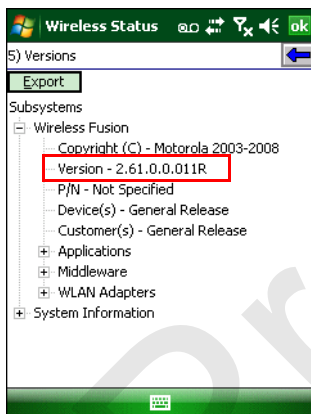 Wireless Status ok
5) Versions
Export
Subsystems
Wireless Fusion
Copyright (C) - Motorola 2003-2008
Version - 2.61.0.0.011R
P/N - Not Specified
Device(s) - General Release
Customer(s) - General Release
Applications
Middleware
WLAN Adapters
System Information